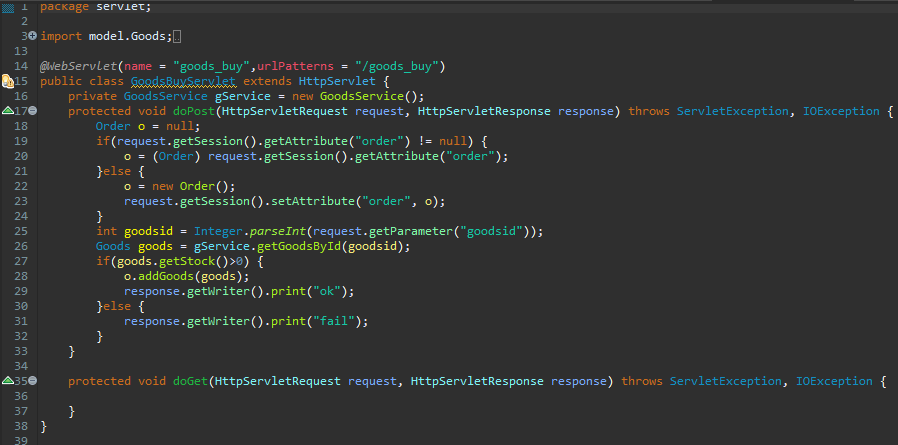 1 package servlet;
2
3 import model.Goods;
13
14 @WebServlet(name = "goods_buy",urlPatterns = "/goods_buy")
15 public class GoodsBuyServlet extends HttpServlet {
16     private GoodsService gService = new GoodsService();
17     protected void doPost(HttpServletRequest request, HttpServletResponse response) throws ServletException, IOException {
18         Order o = null;
19         if(request.getSession().getAttribute("order") != null) {
20             o = (Order) request.getSession().getAttribute("order");
21         }else {
22             o = new Order();
23             request.getSession().setAttribute("order", o);
24         }
25         int goodsid = Integer.parseInt(request.getParameter("goodsid"));
26         Goods goods = gService.getGoodsById(goodsid);
27         if(goods.getStock()>0) {
28             o.addGoods(goods);
29             response.getWriter().print("ok");
30         }else {
31             response.getWriter().print("fail");
32         }
33     }
34
35     protected void doGet(HttpServletRequest request, HttpServletResponse response) throws ServletException, IOException {
36
37     }
38 }
39